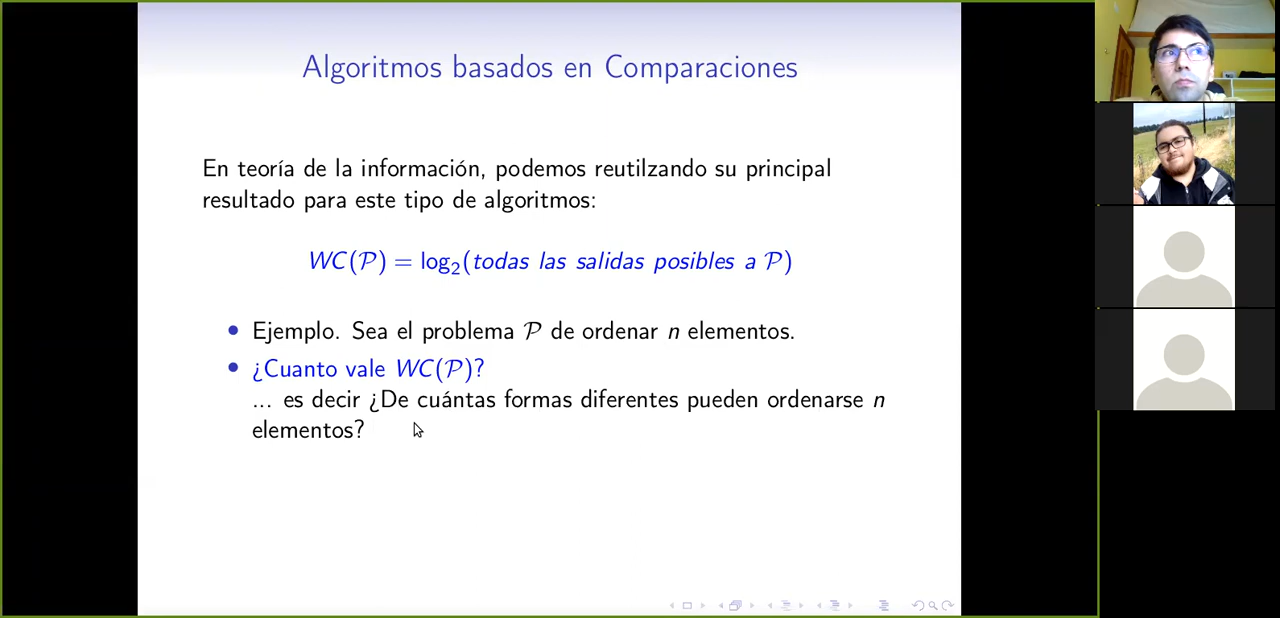 Algoritmos basados en Comparaciones
En teoría de la información, podemos reutilzando su principal
resultado para este tipo de algoritmos:
WC(𝒫) = log₂(todas las salidas posibles a 𝒫)
• Ejemplo. Sea el problema 𝒫 de ordenar n elementos.
• ¿Cuanto vale WC(𝒫)?
... es decir ¿De cuántas formas diferentes pueden ordenarse n
elementos?